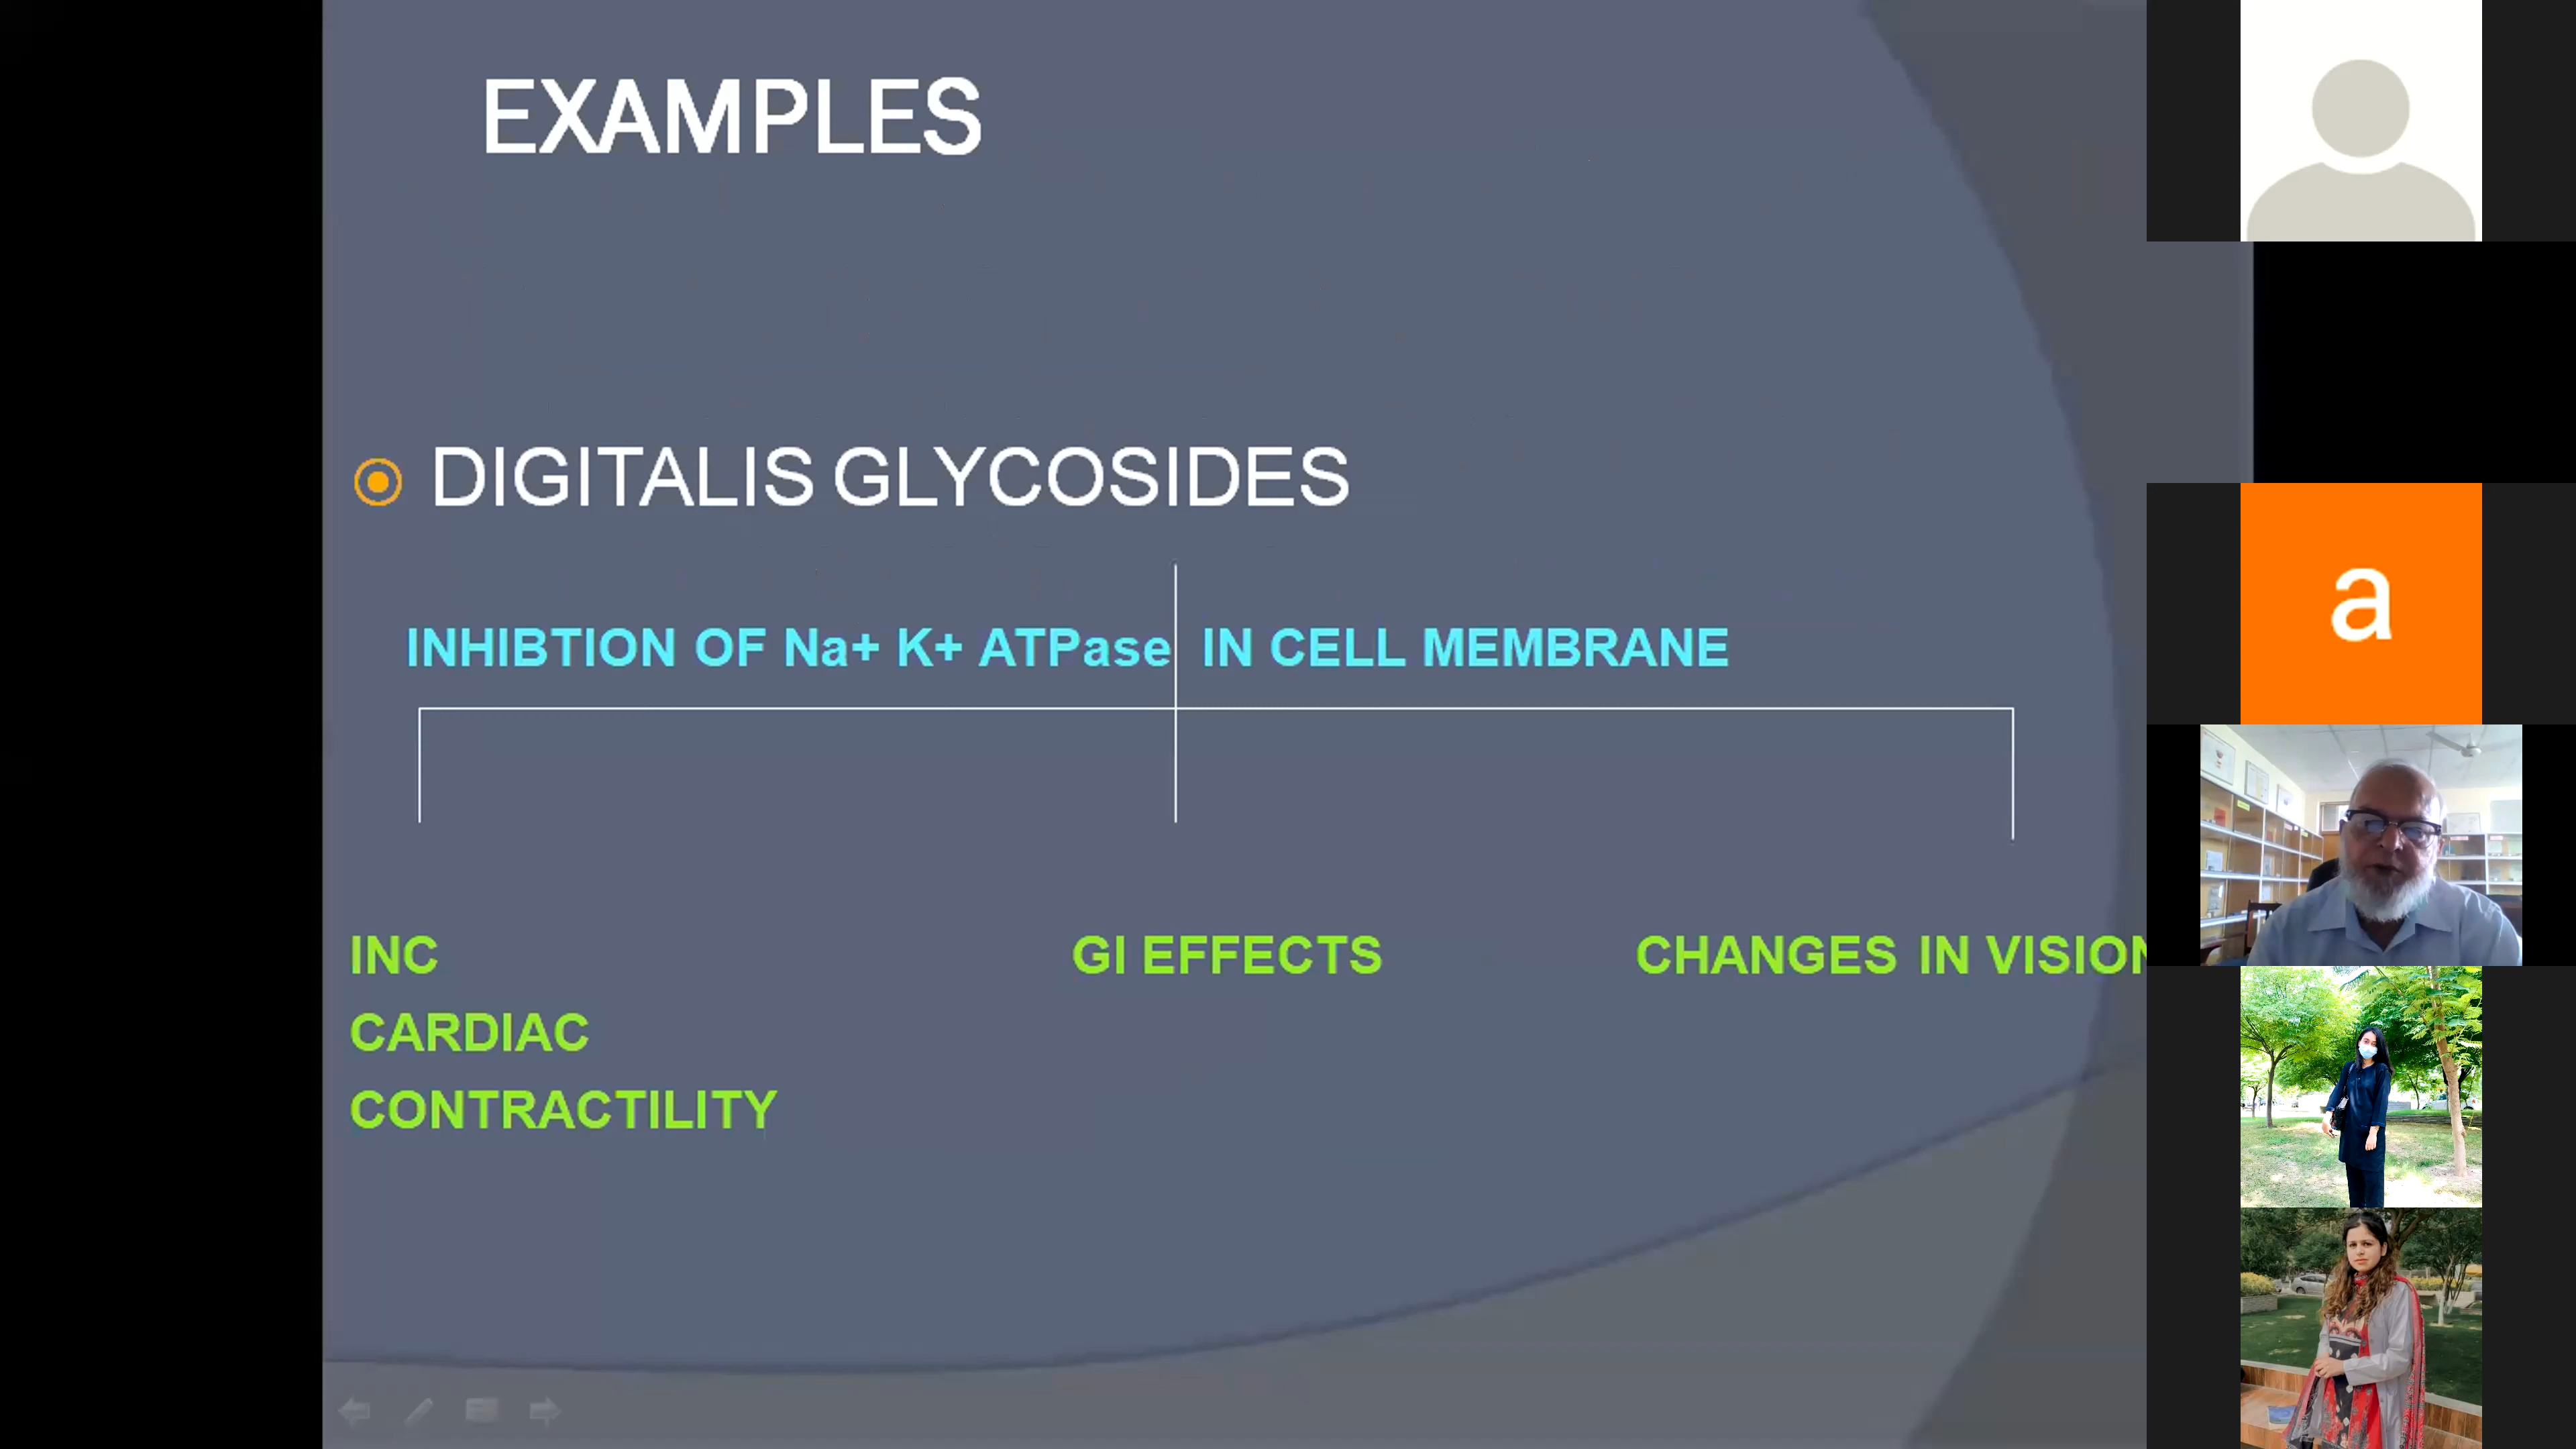 EXAMPLES
DIGITALIS GLYCOSIDES
INHIBTION OF Na+ K+ ATPase IN CELL MEMBRANE
INC
CARDIAC
CONTRACTILITY
GI EFFECTS
CHANGES IN VISION
a